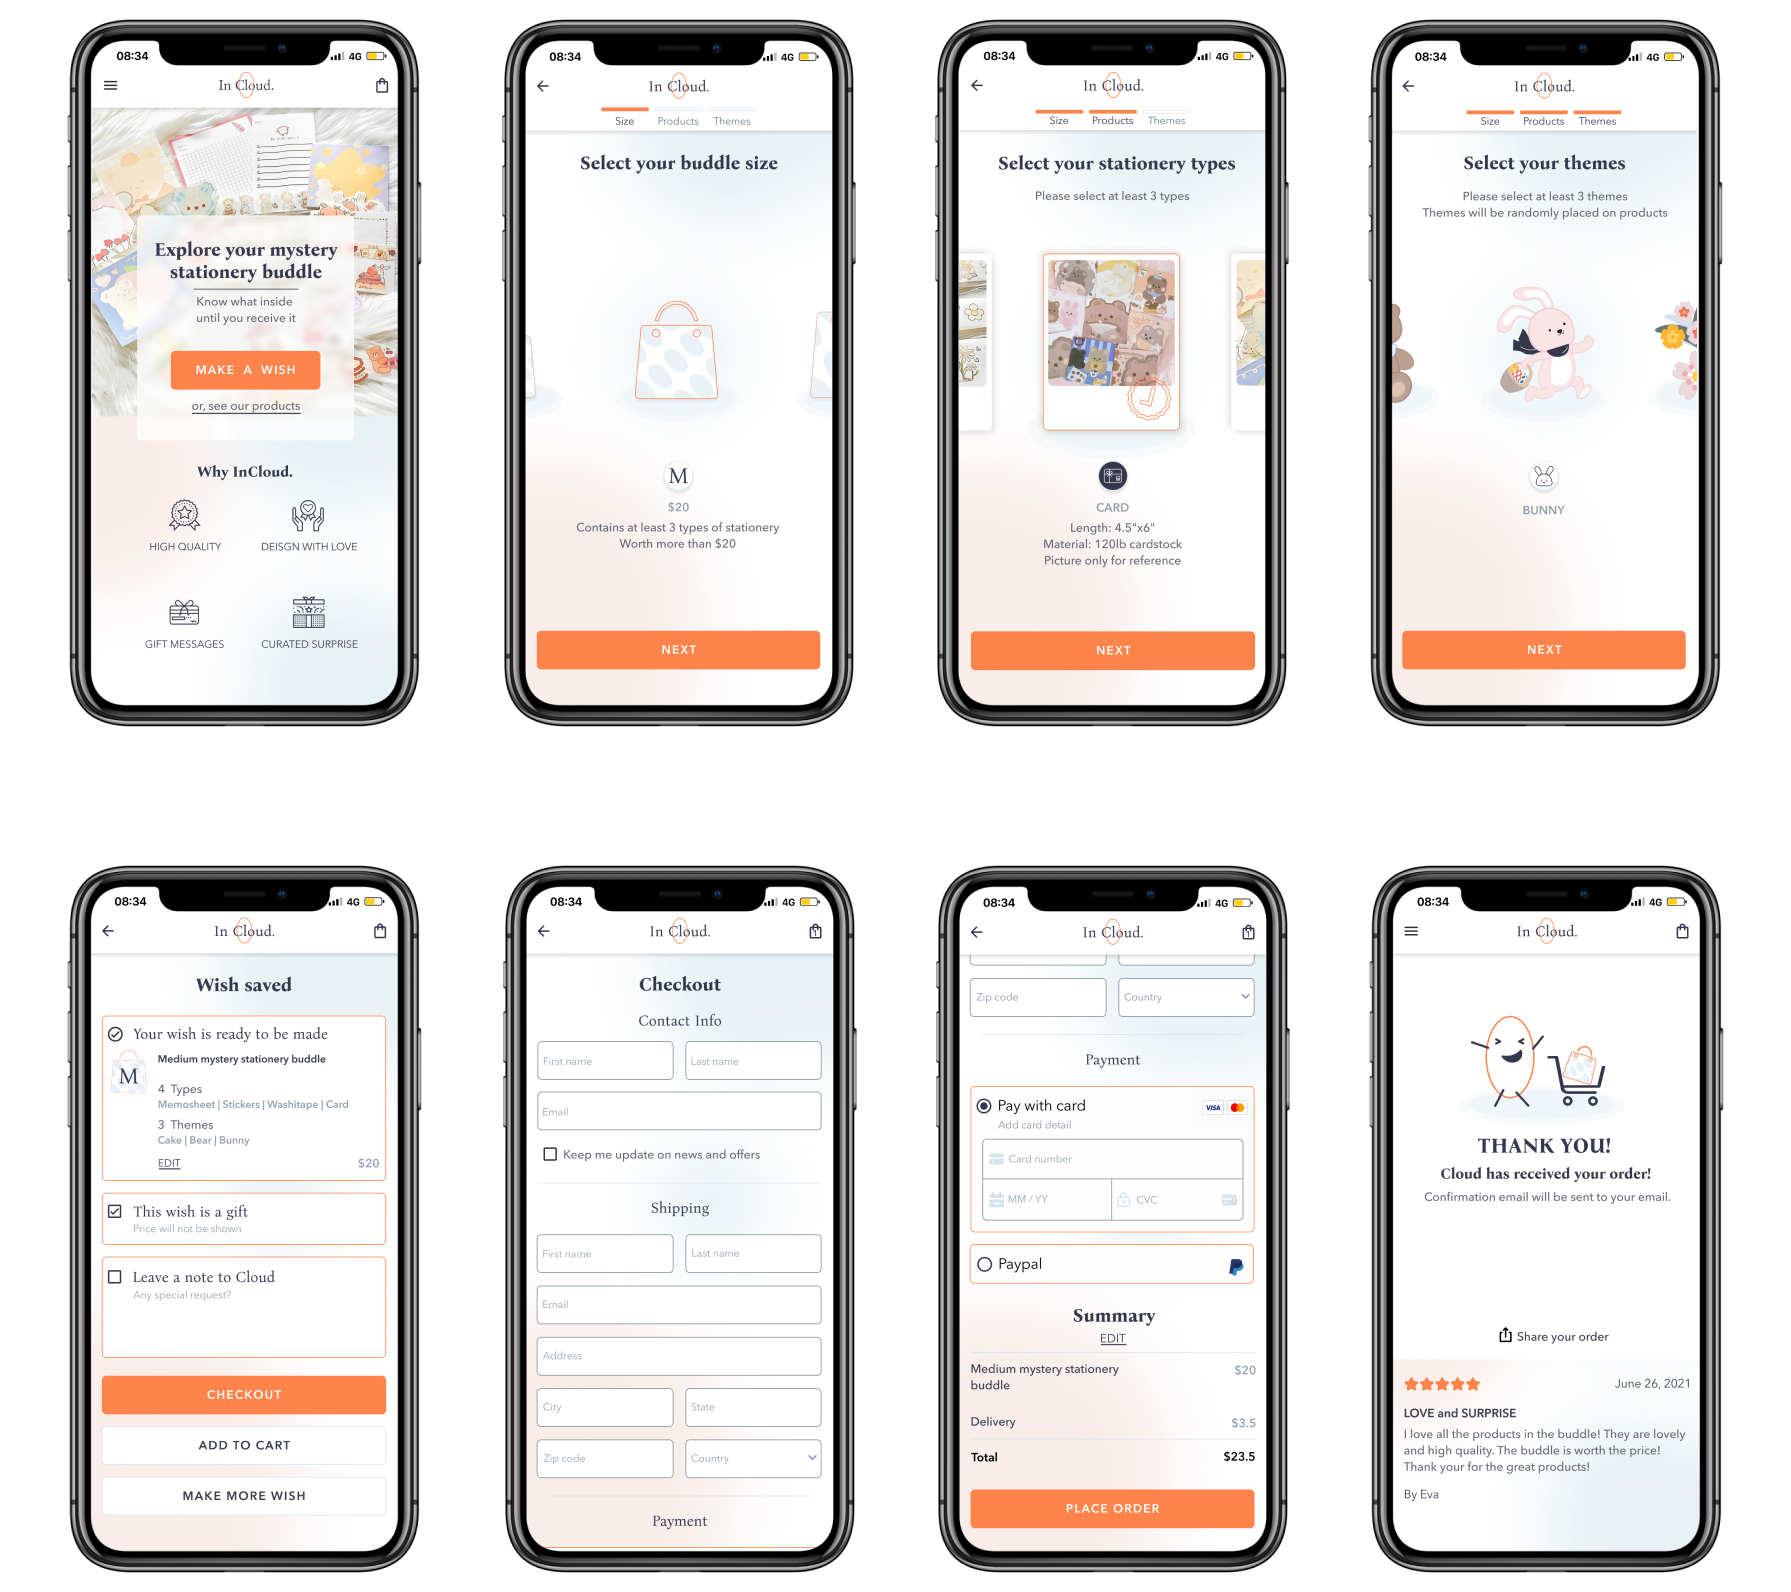 08:34
4G
In Cloud.
Explore your mystery
stationery buddle
Know what inside
until you receive it
MAKE A WISH
or, see our products
Why InCloud.
HIGH QUALITY
DEISGN WITH LOVE
GIFT MESSAGES
CURATED SURPRISE
08:34
4G
In Cloud.
Size
Products
Themes
Select your buddle size
M
$20
Contains at least 3 types of stationery
Worth more than $20
NEXT
08:34
4G
In Cloud.
Size
Products
Themes
Select your stationery types
Please select at least 3 types
CARD
Length: 4.5"x6"
Material: 120lb cardstock
Picture only for reference
NEXT
08:34
4G
In Cloud.
Size
Products
Themes
Select your themes
Please select at least 3 themes
Themes will be randomly placed on products
BUNNY
NEXT
08:34
4G
In Cloud.
Wish saved
Your wish is ready to be made
M
Medium mystery stationery buddle
4 Types
Memosheet | Stickers | Washitape | Card
3 Themes
Cake | Bear | Bunny
EDIT
$20
This wish is a gift
Price will not be shown
Leave a note to Cloud
Any special request?
CHECKOUT
ADD TO CART
MAKE MORE WISH
08:34
4G
In Cloud.
1
Checkout
Contact Info
First name
Last name
Email
Keep me update on news and offers
Shipping
First name
Last name
Email
Address
City
State
Zip code
Country
Payment
08:34
4G
In Cloud.
1
Zip code
Country
Payment
Pay with card
VISA
Add card detail
Card number
MM / YY
CVC
Paypal
Summary
EDIT
Medium mystery stationery
buddle
$20
Delivery
$3.5
Total
$23.5
PLACE ORDER
08:34
4G
In Cloud.
THANK YOU!
Cloud has received your order!
Confirmation email will be sent to your email.
Share your order
June 26, 2021
LOVE and SURPRISE
I love all the products in the buddle! They are lovely
and high quality. The buddle is worth the price!
Thank your for the great products!
By Eva